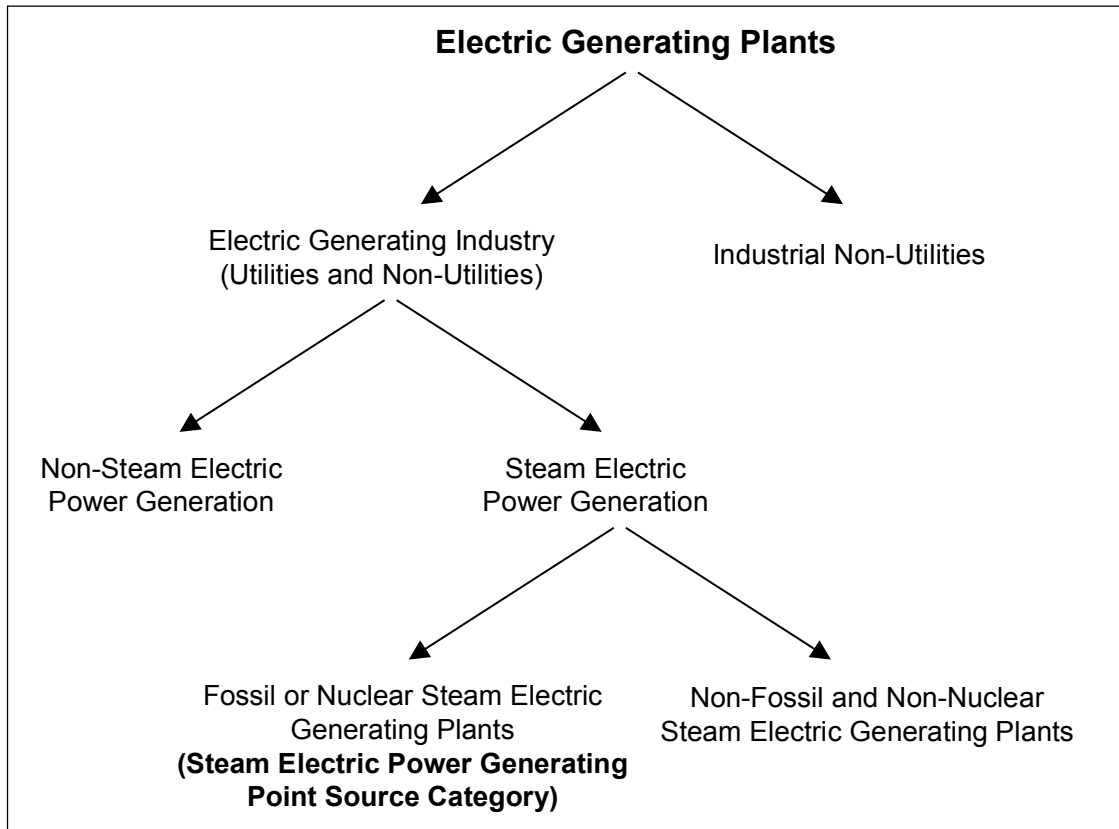 Electric Generating Plants
Electric Generating Industry
(Utilities and Non-Utilities)
Industrial Non-Utilities
Non-Steam Electric
Power Generation
Steam Electric
Power Generation
Fossil or Nuclear Steam Electric
Generating Plants
(Steam Electric Power Generating
Point Source Category)
Non-Fossil and Non-Nuclear
Steam Electric Generating Plants